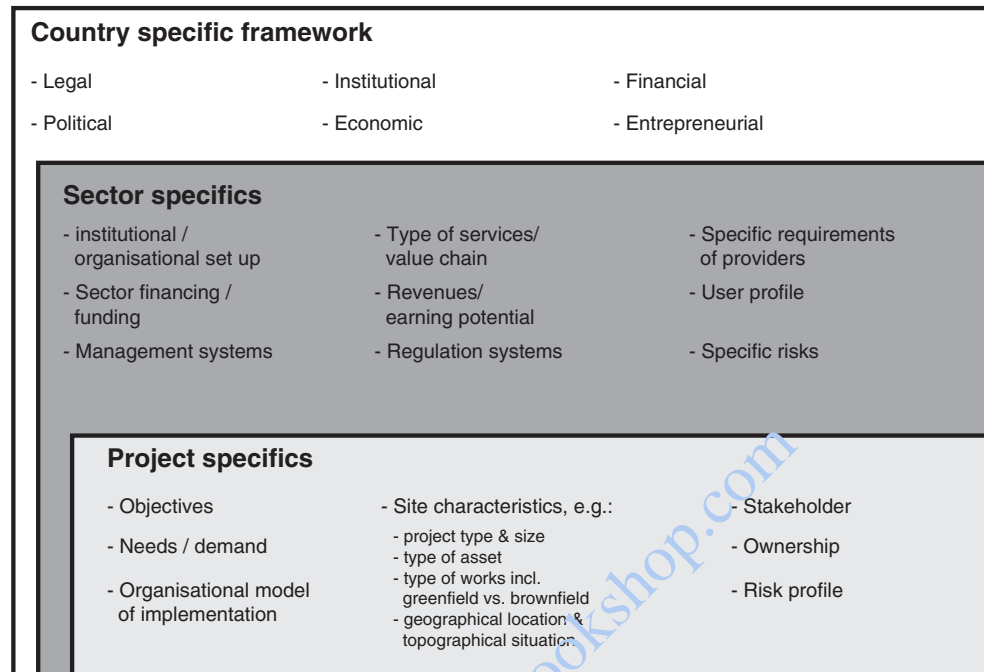 Country specific framework
- Legal
- Institutional
- Financial
- Political
- Economic
- Entrepreneurial
Sector specifics
- institutional /
organisational set up
- Type of services/
value chain
- Specific requirements
of providers
- Sector financing /
funding
- Revenues/
earning potential
- User profile
- Management systems
- Regulation systems
- Specific risks
Project specifics
- Objectives
- Needs / demand
- Organisational model
of implementation
- Site characteristics, e.g.:
- project type & size
- type of asset
- type of works incl.
greenfield vs. brownfield
- geographical location &
topographical situation
- Stakeholder
- Ownership
- Risk profile
okshop.com